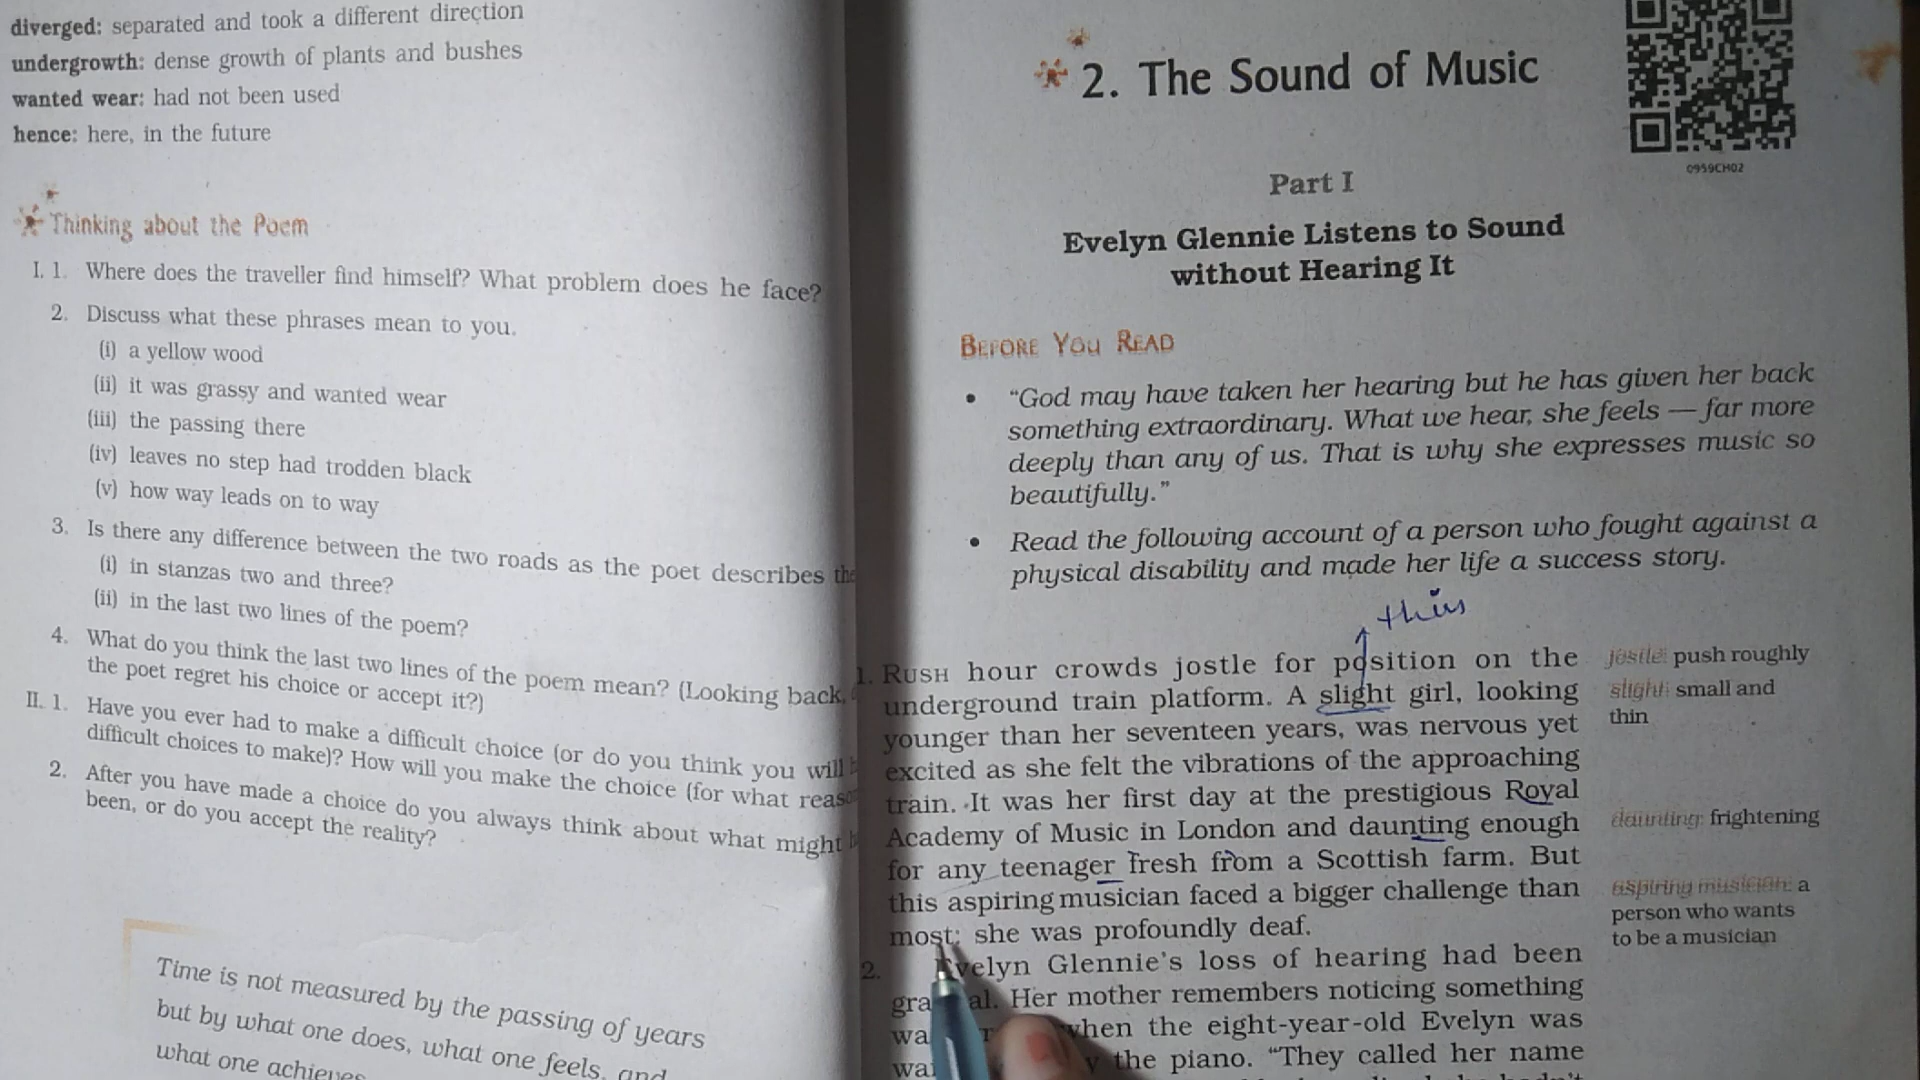 diverged: separated and took a different direction
undergrowth: dense growth of plants and bushes
wanted wear: had not been used
hence: here, in the future
Thinking about the Poem
I. 1. Where does the traveller find himself? What problem does he face?
2. Discuss what these phrases mean to you.
(i) a yellow wood
(ii) it was grassy and wanted wear
(iii) the passing there
(iv) leaves no step had trodden black
(v) how way leads on to way
3. Is there any difference between the two roads as the poet describes
(i) in stanzas two and three?
(ii) in the last two lines of the poem?
4. What do you think the last two lines of the poem mean? (Looking back,
the poet regret his choice or accept it?)
II. 1. Have you ever had to make a difficult choice (or do you think you will
difficult choices to make)? How will you make the choice (for what
2. After you have made a choice do you always think about what might
been, or do you accept the reality?
Time is not measured by the passing of years
but by what one does, what one feels, and
what one achieves
2. The Sound of Music
0959CH02
Part I
Evelyn Glennie Listens to Sound
without Hearing It
BEFORE YOU READ
• "God may have taken her hearing but he has given her back
something extraordinary. What we hear, she feels — far more
deeply than any of us. That is why she expresses music so
beautifully."
• Read the following account of a person who fought against a
physical disability and made her life a success story.
1. RUSH hour crowds jostle for position on the
underground train platform. A slight girl, looking
younger than her seventeen years, was nervous yet
excited as she felt the vibrations of the approaching
train. It was her first day at the prestigious Royal
Academy of Music in London and daunting enough
for any teenager fresh from a Scottish farm. But
this aspiring musician faced a bigger challenge than
most: she was profoundly deaf.
2. Evelyn Glennie's loss of hearing had been
Her mother remembers noticing something
when the eight-year-old Evelyn was
the piano. "They called her name
jostle: push roughly
slight: small and
thin
daunting: frightening
aspiring musician: a
person who wants
to be a musician